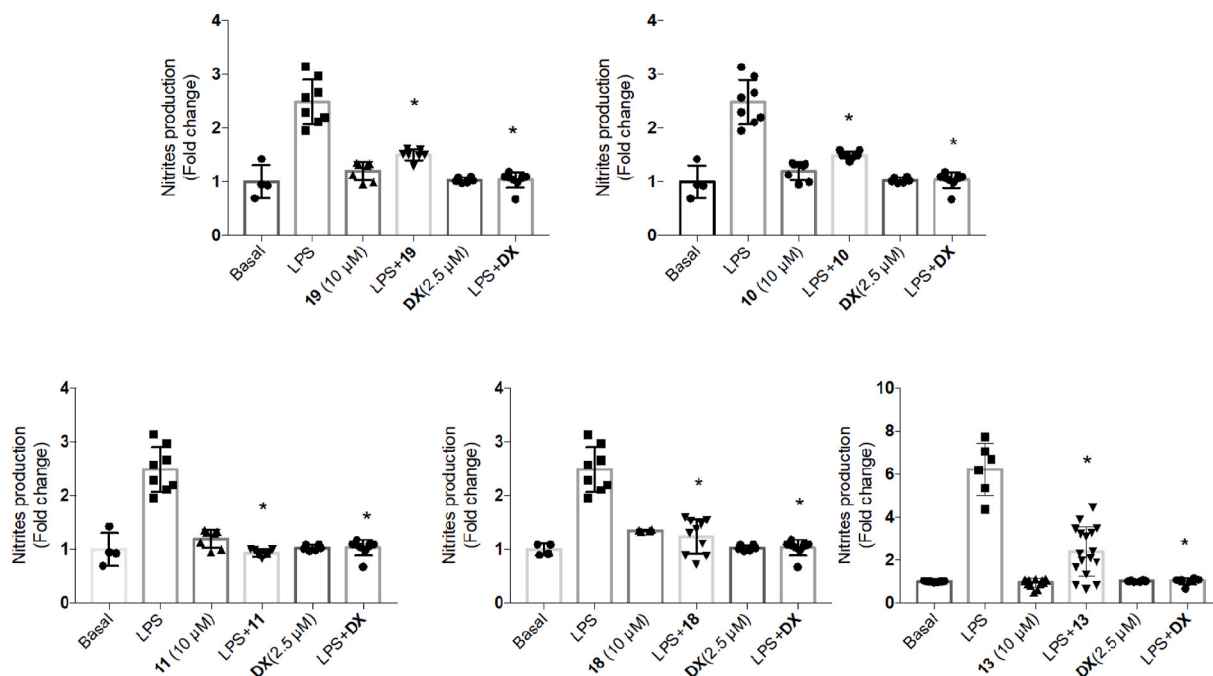 Nitrites production
(Fold change)
4
3
2
1
0
*
*
Basal
LPS
19 (10 µM)
LPS+19
DX(2.5 µM)
LPS+DX
Nitrites production
(Fold change)
4
3
2
1
0
*
*
Basal
LPS
10 (10 µM)
LPS+10
DX(2.5 µM)
LPS+DX
Nitrites production
(Fold change)
4
3
2
1
0
*
*
Basal
LPS
11 (10 µM)
LPS+11
DX(2.5 µM)
LPS+DX
Nitrites production
(Fold change)
4
3
2
1
0
*
*
Basal
LPS
18 (10 µM)
LPS+18
DX(2.5 µM)
LPS+DX
Nitrites production
(Fold change)
10
8
6
4
2
0
*
*
Basal
LPS
13 (10 µM)
LPS+13
DX(2.5 µM)
LPS+DX